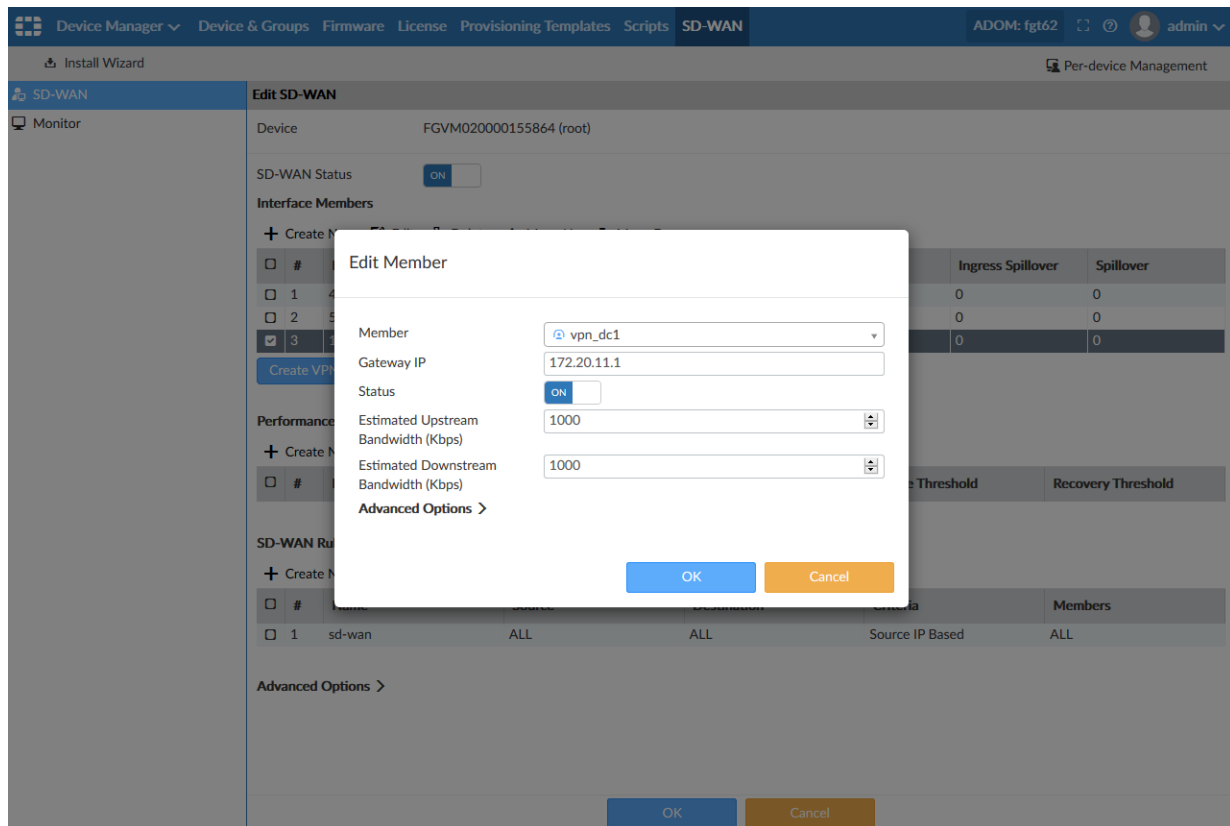 Device Manager Device & Groups Firmware License Provisioning Templates Scripts SD-WAN ADOM: fgt62 admin
Install Wizard Per-device Management
SD-WAN Edit SD-WAN
Monitor Device FGVM020000155864 (root)
SD-WAN Status ON
Interface Members
Create
# Ingress Spillover Spillover
1 4 0 0
2 5 0 0
3 1 0 0
Create VPN
Edit Member
Member vpn_dc1
Gateway IP 172.20.11.1
Status ON
Estimated Upstream Bandwidth (Kbps) 1000
Estimated Downstream Bandwidth (Kbps) 1000
Advanced Options
OK Cancel
Performance
Create
# Threshold Recovery Threshold
SD-WAN
Create
# Name Source Destination Criteria Members
1 sd-wan ALL ALL Source IP Based ALL
Advanced Options
OK Cancel